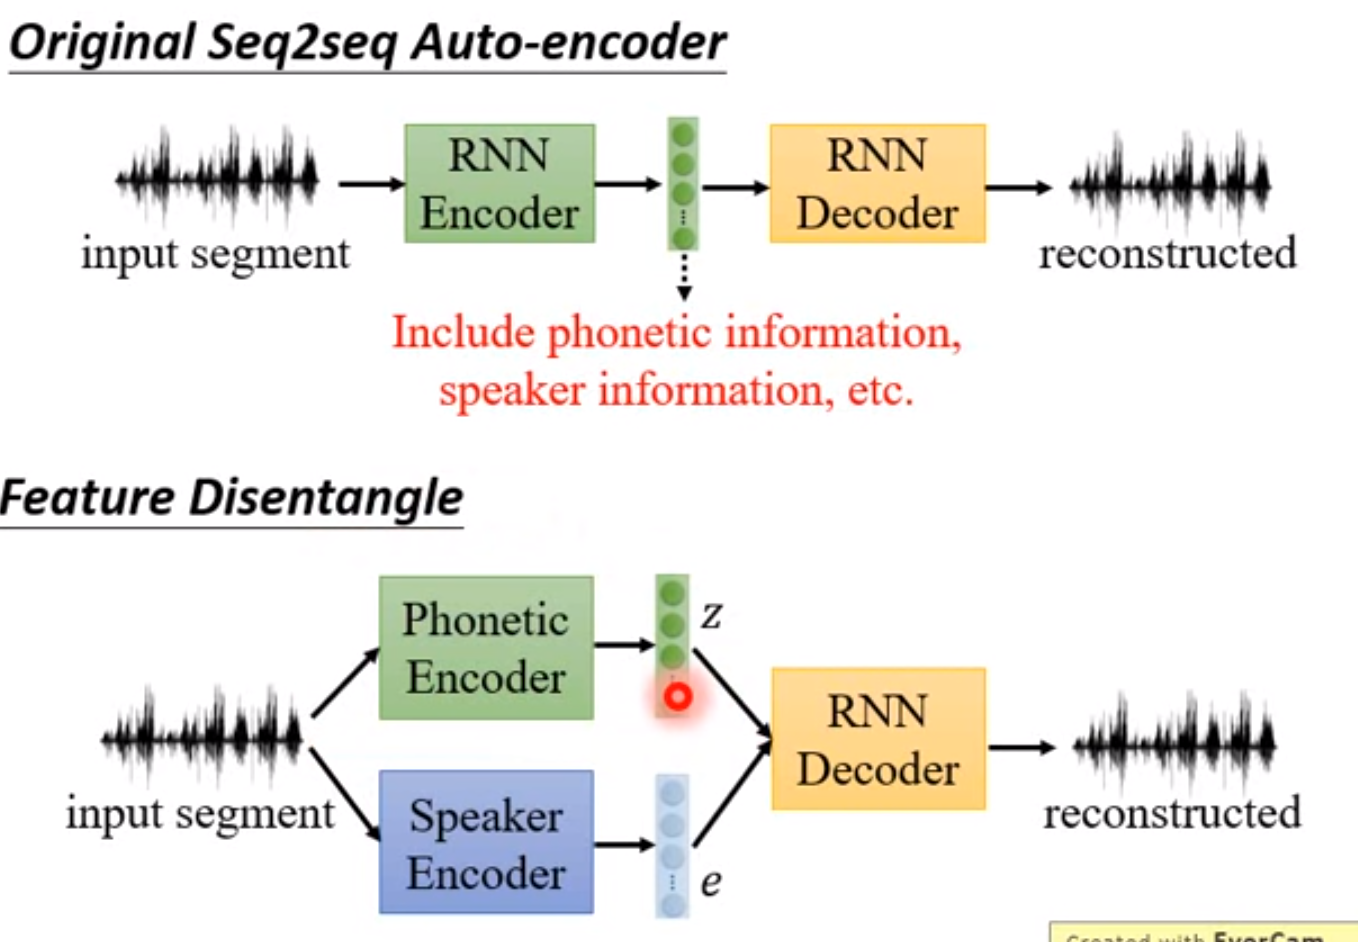 Original Seq2seq Auto-encoder
RNN
Encoder
RNN
Decoder
input segment
reconstructed
Include phonetic information,
speaker information, etc.
Feature Disentangle
Phonetic
Encoder
z
RNN
Decoder
input segment
reconstructed
Speaker
Encoder
e
Created with EverCam